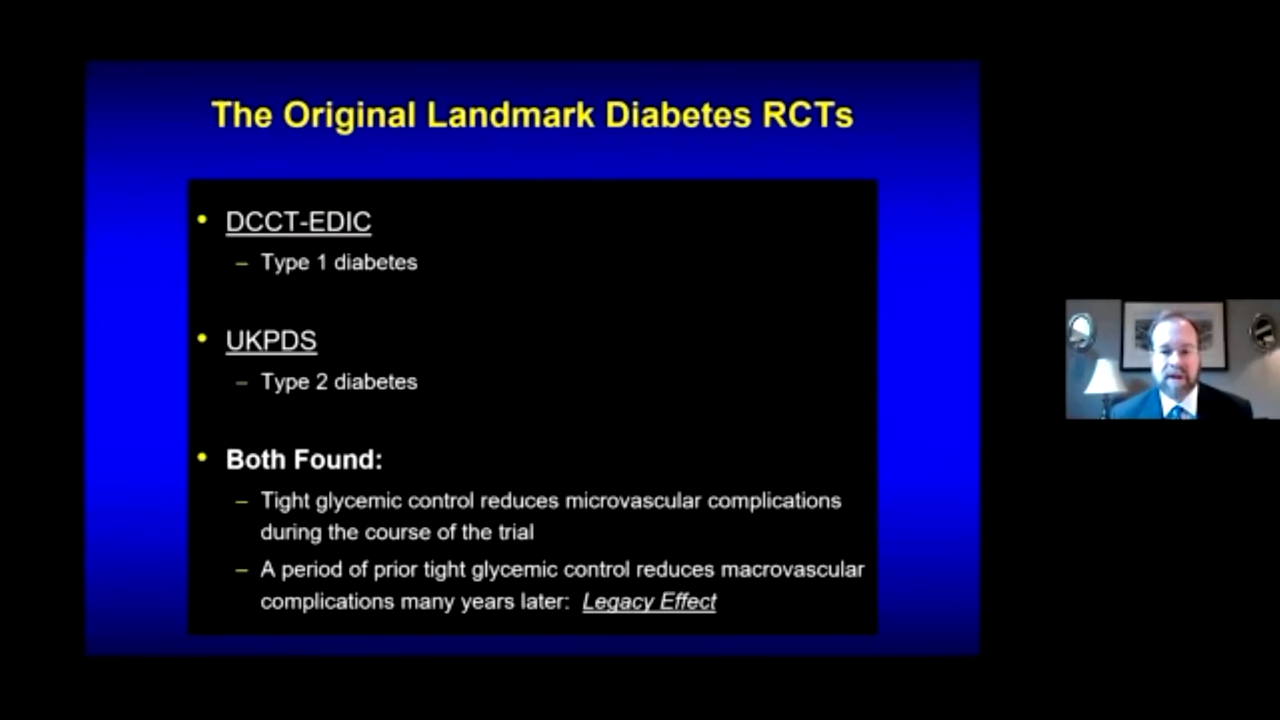 The Original Landmark Diabetes RCTs
• DCCT-EDIC
– Type 1 diabetes
• UKPDS
– Type 2 diabetes
• Both Found:
– Tight glycemic control reduces microvascular complications
during the course of the trial
– A period of prior tight glycemic control reduces macrovascular
complications many years later: Legacy Effect